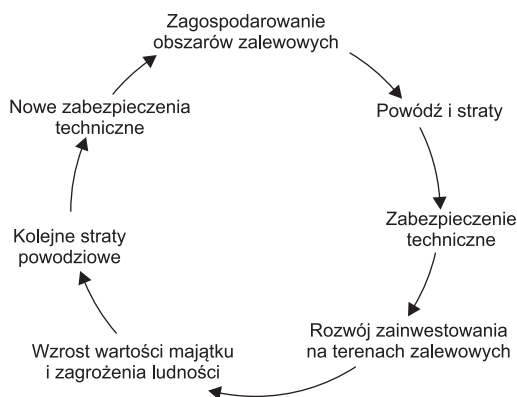 Zagospodarowanie
obszarów zalewowych
Powódź i straty
Zabezpieczenie
techniczne
Rozwój zainwestowania
na terenach zalewowych
Wzrost wartości majątku
i zagrożenia ludności
Kolejne straty
powodziowe
Nowe zabezpieczenia
techniczne